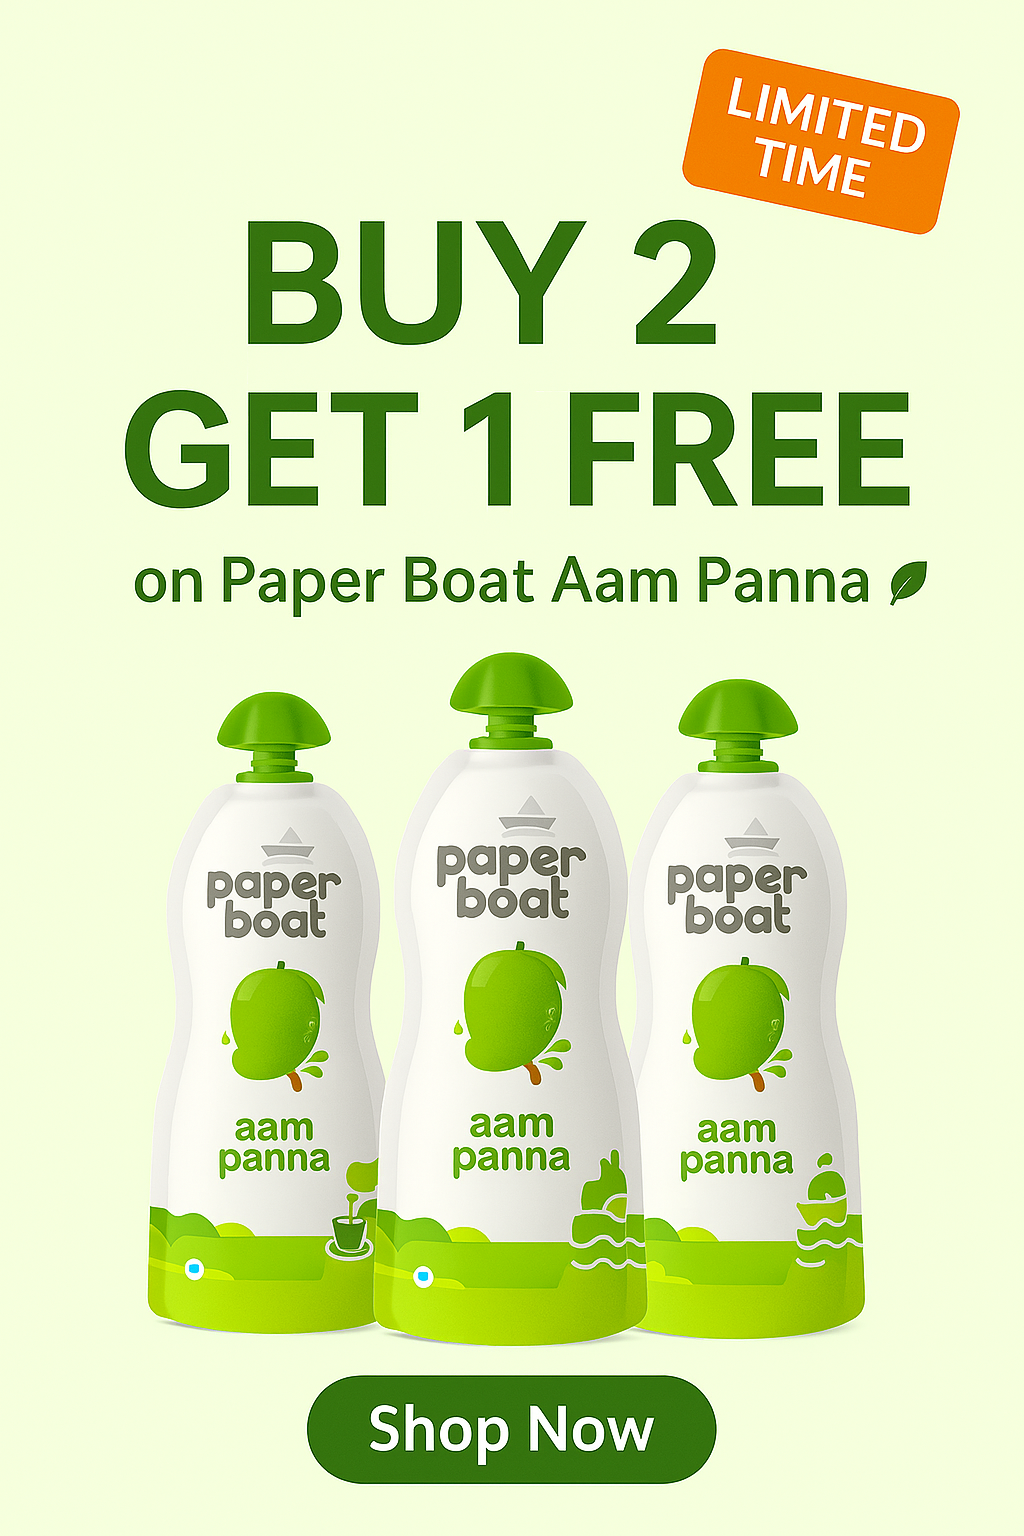 LIMITED
TIME
BUY 2
GET 1 FREE
on Paper Boat Aam Panna
paper
boat
aam
panna
paper
boat
aam
panna
paper
boat
aam
panna
Shop Now